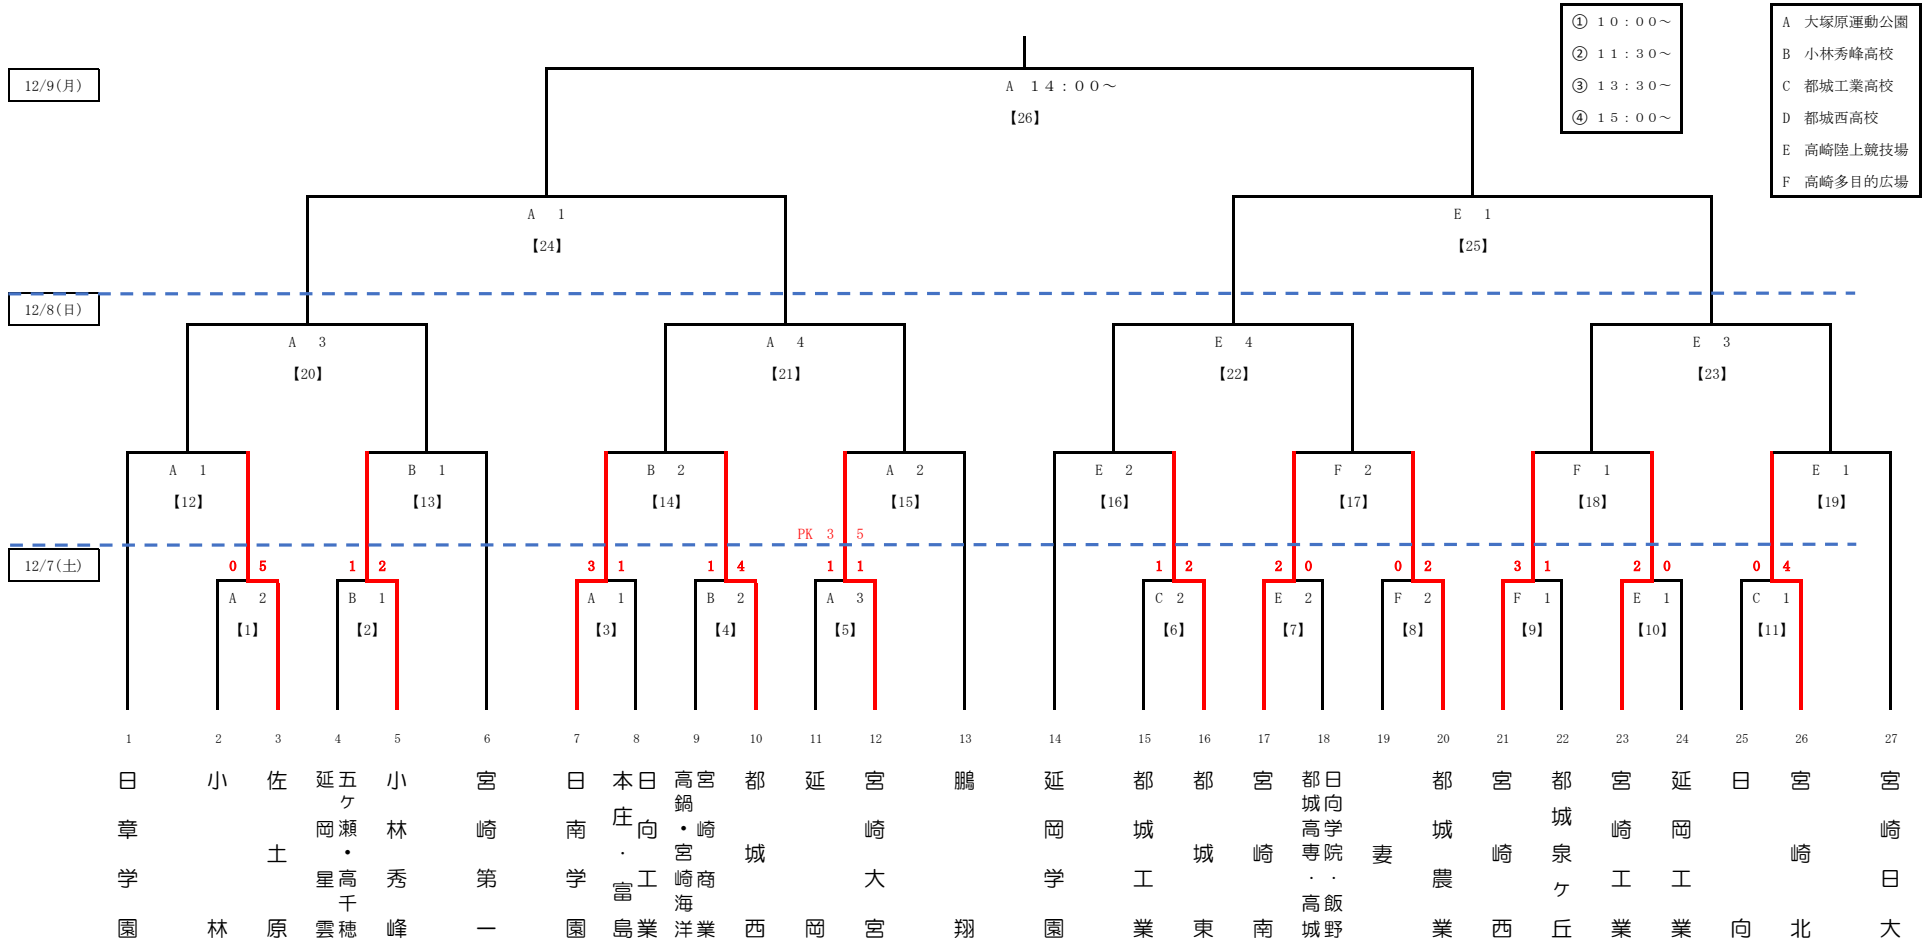 ① 10：00～
② 11：30～
③ 13：30～
④ 15：00～
A 大塚原運動公園
B 小林秀峰高校
C 都城工業高校
D 都城西高校
E 高崎陸上競技場
F 高崎多目的広場
12/9(月)
A 14：00～
【26】
A 1
【24】
E 1
【25】
12/8(日)
A 3
【20】
A 4
【21】
E 4
【22】
E 3
【23】
A 1
【12】
B 1
【13】
B 2
【14】
A 2
【15】
E 2
【16】
F 2
【17】
F 1
【18】
E 1
【19】
PK 3 5
12/7(土)
0 5
A 2
【1】
1 2
B 1
【2】
3 1
A 1
【3】
1 4
B 2
【4】
1 1
A 3
【5】
1 2
C 2
【6】
2 0
E 2
【7】
0 2
F 2
【8】
3 1
F 1
【9】
2 0
E 1
【10】
0 4
C 1
【11】
1 2 3 4 5 6 7 8 9 10 11 12 13 14 15 16 17 18 19 20 21 22 23 24 25 26 27
日章学園
小林
佐土原
五ヶ瀬・高千穂
延岡星雲
小林秀峰
宮崎第一
日南学園
日向工業
本庄・富島
宮崎商業
高鍋・宮崎海洋
都城西
延岡
宮崎大宮
鵬翔
延岡学園
都城工業
都城東
宮崎南
日向学院・飯野
都城高専・高城
妻
都城農業
宮崎西
都城泉ヶ丘
宮崎工業
延岡工業
日向
宮崎北
宮崎日大